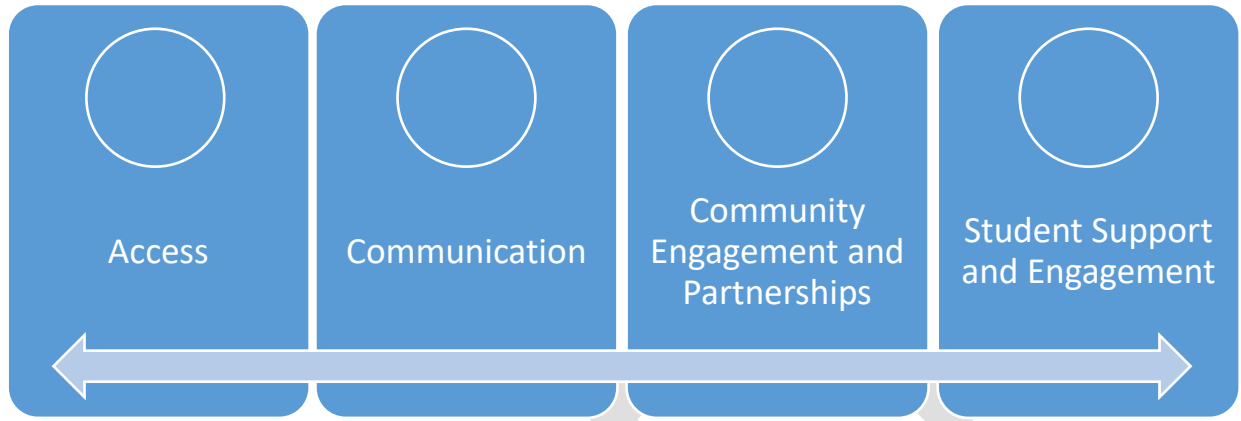 Access
Communication
Community
Engagement and
Partnerships
Student Support
and Engagement